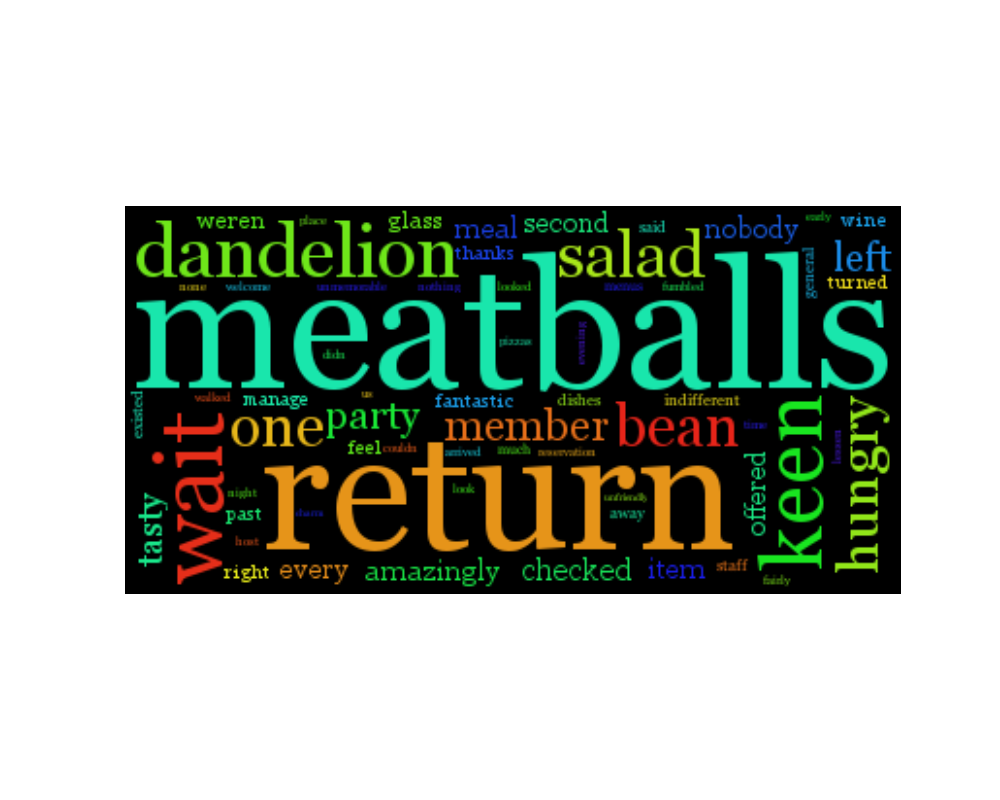 weren place glass meal second said nobody early wine
dandelion thanks salad general left
none welcome unmemorable nothing looked menus fumbled turned
meatballs
didn pizzas evening
existed walked manage us fantastic dishes indifferent
wait one party member bean keen hungry
feel couldn arrived much reservation time lesson
return
tasty night past host look unfriendly away offered
right every amazingly checked item staff fairly